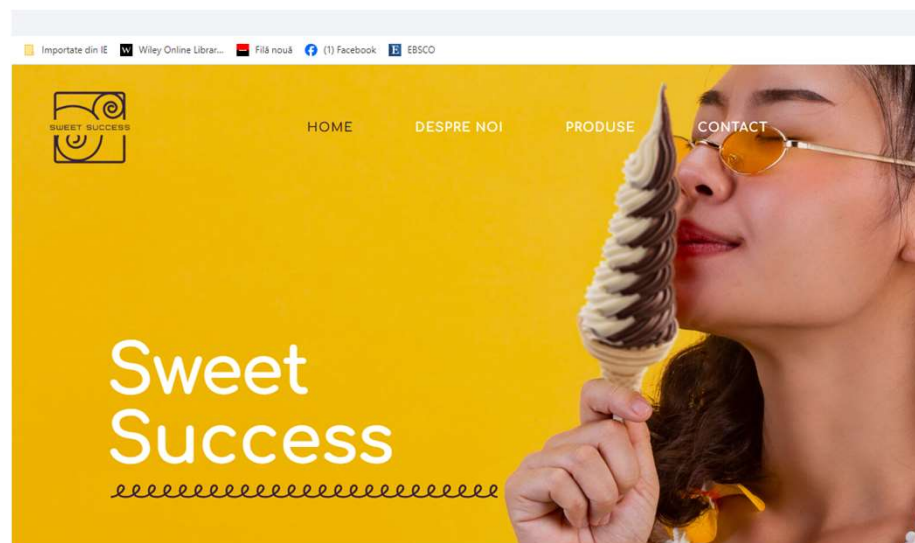 Importate din IE W Wiley Online Librar... Filă nouă (1) Facebook E EBSCO
SWEET SUCCESS
HOME DESPRE NOI PRODUSE CONTACT
Sweet
Success